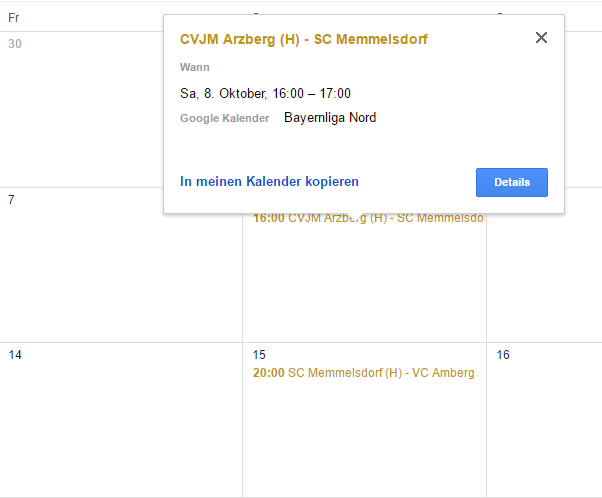 Fr
30
CVJM Arzberg (H) - SC Memmelsdorf
Wann
Sa, 8. Oktober, 16:00 – 17:00
Google Kalender Bayernliga Nord
In meinen Kalender kopieren
Details
7
16:00 CVJM Arzberg (H) - SC Memmelsdo
14
15
16
20:00 SC Memmelsdorf (H) - VC Amberg